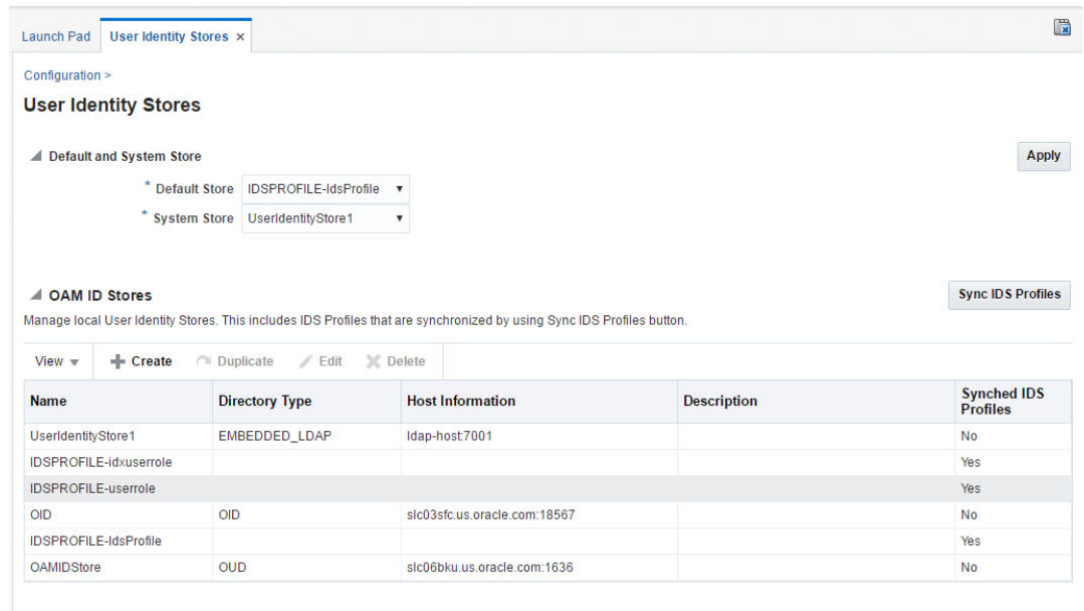 Launch Pad User Identity Stores ×
Configuration >
User Identity Stores
Default and System Store Apply
* Default Store IDSPROFILE-IdsProfile
* System Store UserIdentityStore1
OAM ID Stores Sync IDS Profiles
Manage local User Identity Stores. This includes IDS Profiles that are synchronized by using Sync IDS Profiles button.
View Create Duplicate Edit Delete
Name Directory Type Host Information Description Synched IDS Profiles
UserIdentityStore1 EMBEDDED_LDAP ldap-host:7001 No
IDSPROFILE-idxuserrole Yes
IDSPROFILE-userrole Yes
OID OID slc03sfc.us.oracle.com:18567 No
IDSPROFILE-IdsProfile Yes
OAMIDStore OUD slc06bku.us.oracle.com:1636 No